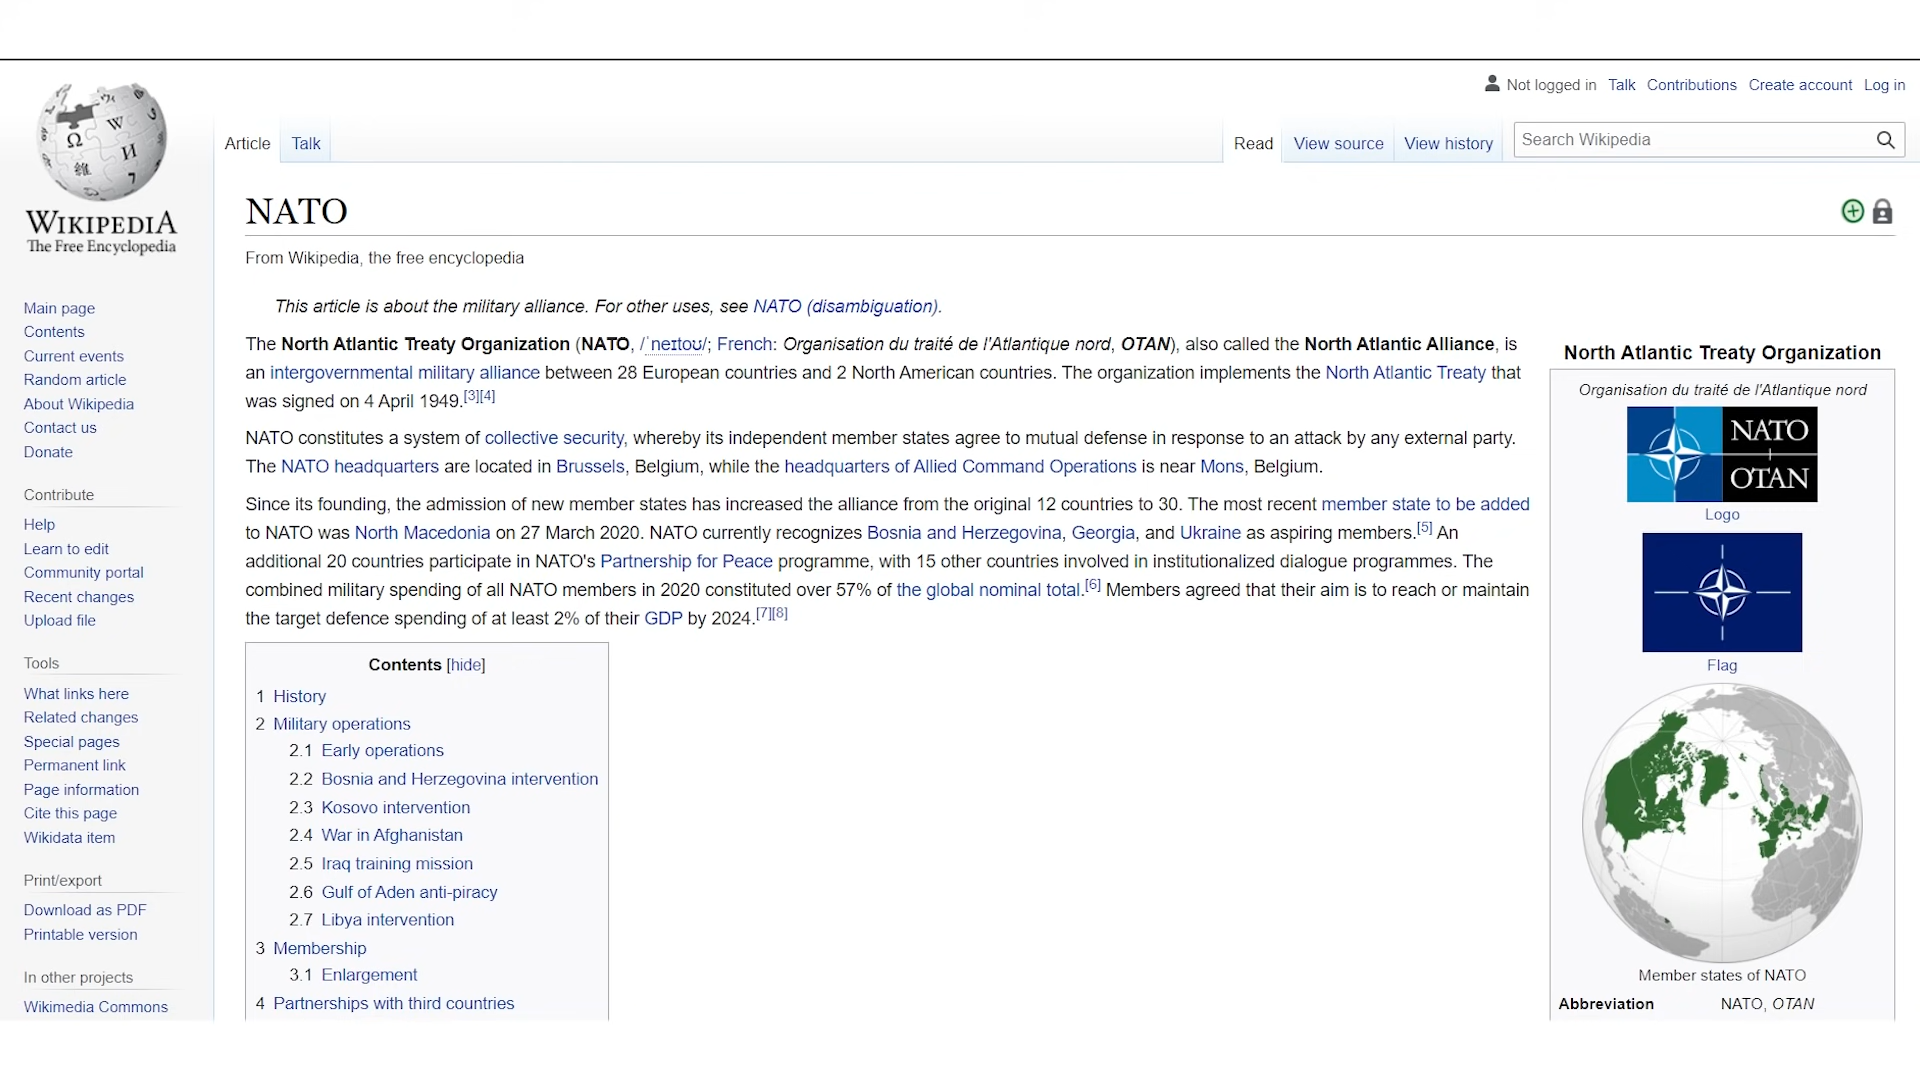 Not logged in Talk Contributions Create account Log in
Article Talk Read View source View history Search Wikipedia
WIKIPEDIA
The Free Encyclopedia
Main page
Contents
Current events
Random article
About Wikipedia
Contact us
Donate
Contribute
Help
Learn to edit
Community portal
Recent changes
Upload file
Tools
What links here
Related changes
Special pages
Permanent link
Page information
Cite this page
Wikidata item
Print/export
Download as PDF
Printable version
In other projects
Wikimedia Commons
NATO
From Wikipedia, the free encyclopedia
This article is about the military alliance. For other uses, see NATO (disambiguation).
The North Atlantic Treaty Organization (NATO, /ˈneɪtoʊ/; French: Organisation du traité de l'Atlantique nord, OTAN), also called the North Atlantic Alliance, is
an intergovernmental military alliance between 28 European countries and 2 North American countries. The organization implements the North Atlantic Treaty that
was signed on 4 April 1949.[3][4]
NATO constitutes a system of collective security, whereby its independent member states agree to mutual defense in response to an attack by any external party.
The NATO headquarters are located in Brussels, Belgium, while the headquarters of Allied Command Operations is near Mons, Belgium.
Since its founding, the admission of new member states has increased the alliance from the original 12 countries to 30. The most recent member state to be added
to NATO was North Macedonia on 27 March 2020. NATO currently recognizes Bosnia and Herzegovina, Georgia, and Ukraine as aspiring members.[5] An
additional 20 countries participate in NATO's Partnership for Peace programme, with 15 other countries involved in institutionalized dialogue programmes. The
combined military spending of all NATO members in 2020 constituted over 57% of the global nominal total.[6] Members agreed that their aim is to reach or maintain
the target defence spending of at least 2% of their GDP by 2024.[7][8]
Contents [hide]
1 History
2 Military operations
2.1 Early operations
2.2 Bosnia and Herzegovina intervention
2.3 Kosovo intervention
2.4 War in Afghanistan
2.5 Iraq training mission
2.6 Gulf of Aden anti-piracy
2.7 Libya intervention
3 Membership
3.1 Enlargement
4 Partnerships with third countries
North Atlantic Treaty Organization
Organisation du traité de l'Atlantique nord
NATO
OTAN
Logo
Flag
Member states of NATO
Abbreviation NATO, OTAN